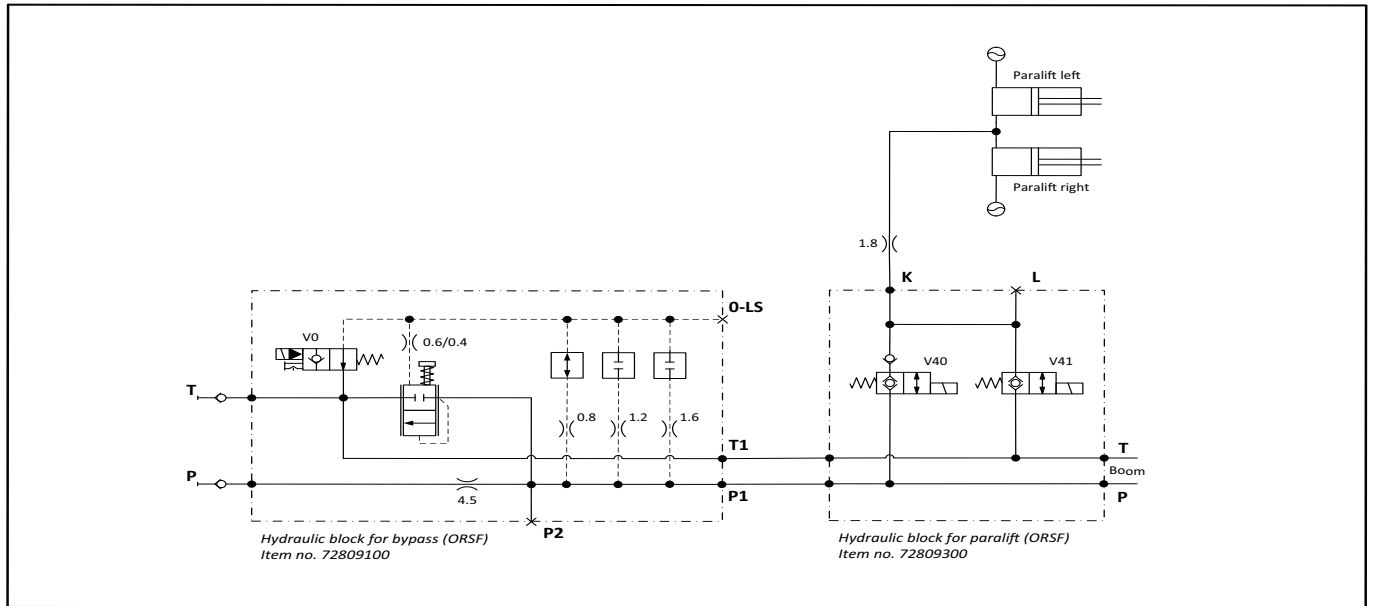 Paralift left
Paralift right
1.8
K
L
0-LS
V0
0.6/0.4
V40
V41
T
0.8
1.2
1.6
T1
T
Boom
P
4.5
P1
P
P2
Hydraulic block for bypass (ORSF)
Item no. 72809100
Hydraulic block for paralift (ORSF)
Item no. 72809300